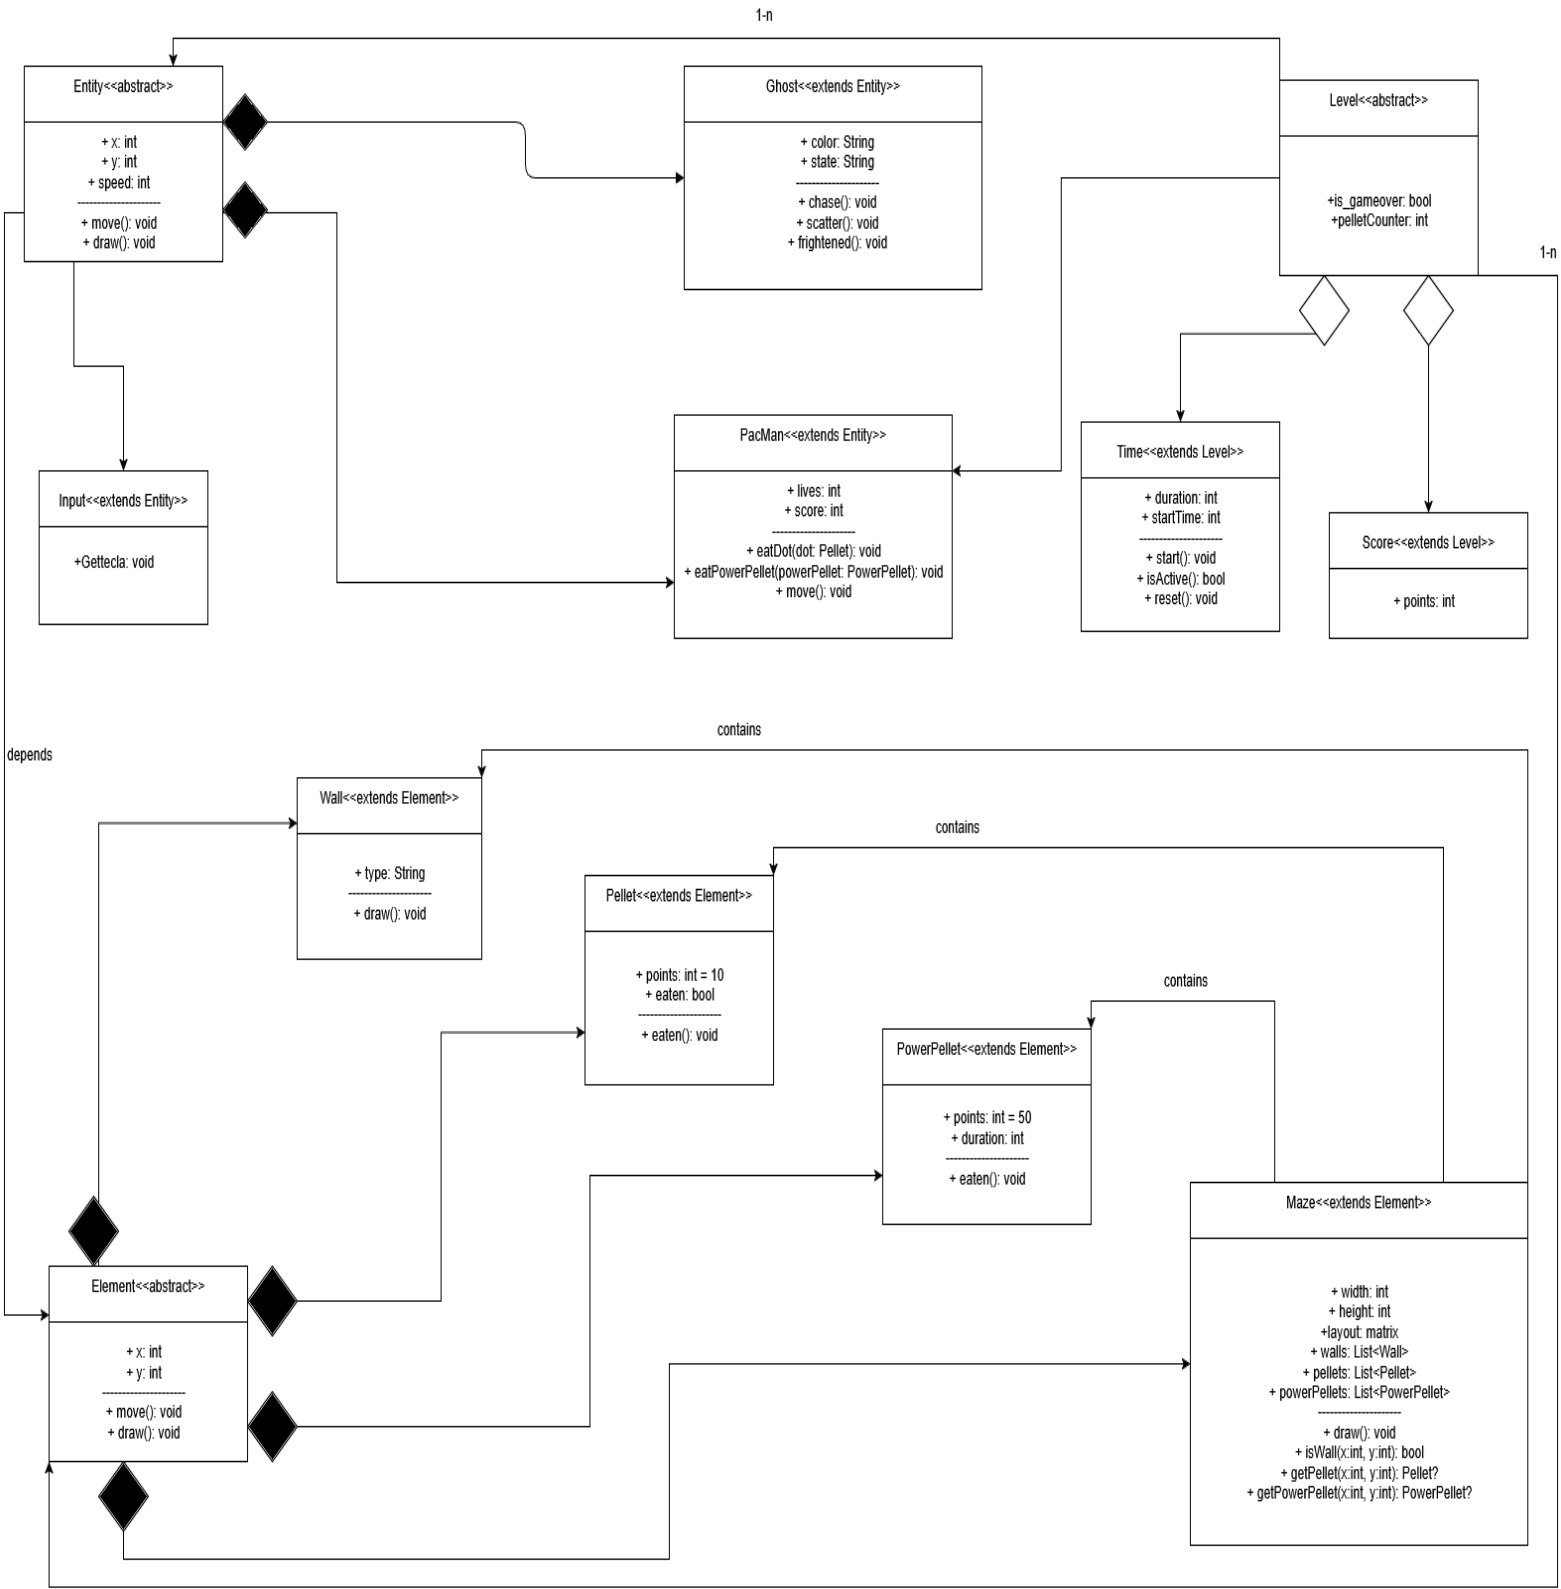 1-n
Entity<<abstract>>
+ x: int
+ y: int
+ speed: int
---------------------
+ move(): void
+ draw(): void
Ghost<<extends Entity>>
+ color: String
+ state: String
---------------------
+ chase(): void
+ scatter(): void
+ frightened(): void
Level<<abstract>>
+is_gameover: bool
+pelletCounter: int
1-n
Input<<extends Entity>>
+Gettecla: void
PacMan<<extends Entity>>
+ lives: int
+ score: int
---------------------
+ eatDot(dot: Pellet): void
+ eatPowerPellet(powerPellet: PowerPellet): void
+ move(): void
Time<<extends Level>>
+ duration: int
+ startTime: int
---------------------
+ start(): void
+ isActive(): bool
+ reset(): void
Score<<extends Level>>
+ points: int
depends
contains
Wall<<extends Element>>
+ type: String
---------------------
+ draw(): void
contains
Pellet<<extends Element>>
+ points: int = 10
+ eaten: bool
---------------------
+ eaten(): void
contains
PowerPellet<<extends Element>>
+ points: int = 50
+ duration: int
---------------------
+ eaten(): void
Element<<abstract>>
+ x: int
+ y: int
---------------------
+ move(): void
+ draw(): void
Maze<<extends Element>>
+ width: int
+ height: int
+layout: matrix
+ walls: List<Wall>
+ pellets: List<Pellet>
+ powerPellets: List<PowerPellet>
---------------------
+ draw(): void
+ isWall(x:int, y:int): bool
+ getPellet(x:int, y:int): Pellet?
+ getPowerPellet(x:int, y:int): PowerPellet?